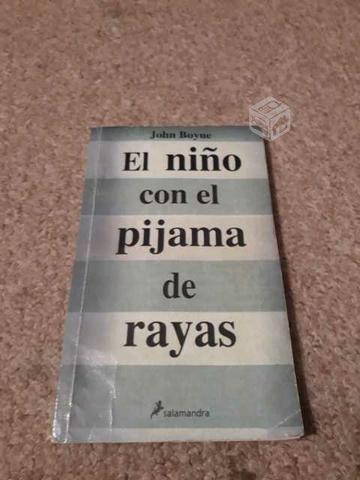 John Boyne
El niño
con el
pijama
de
rayas
salamandra